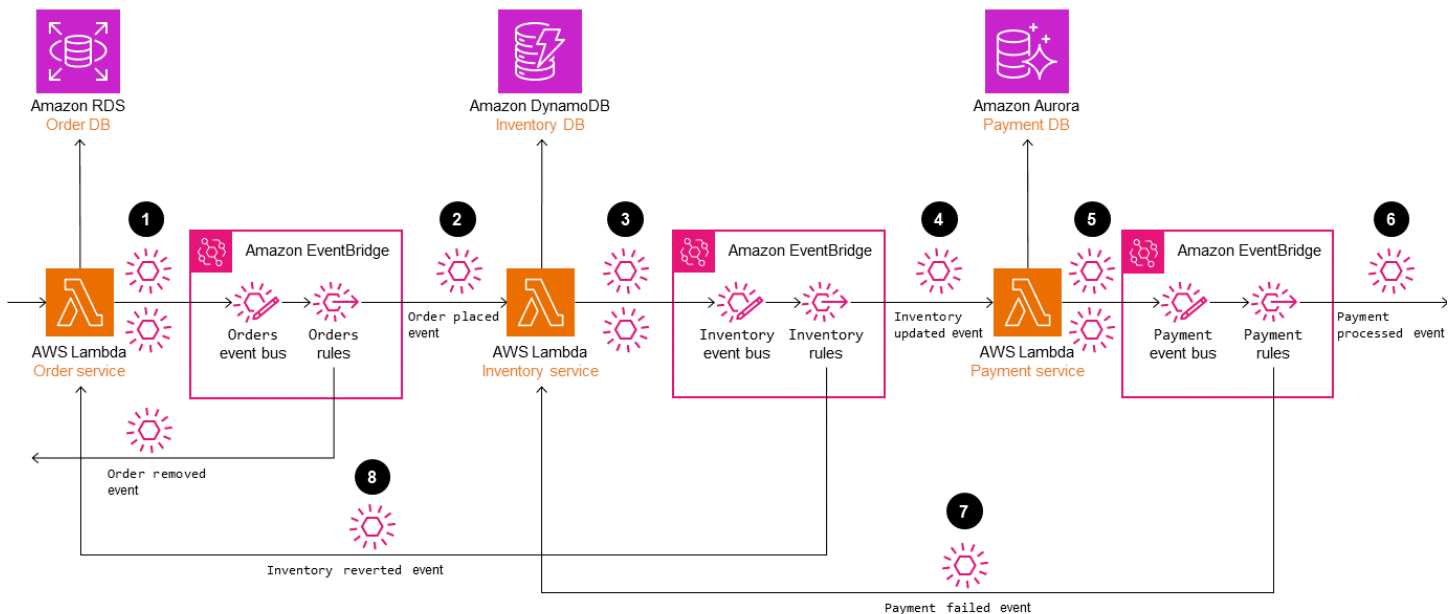 Amazon RDS
Order DB
Amazon DynamoDB
Inventory DB
Amazon Aurora
Payment DB
1
2
3
4
5
6
Amazon EventBridge
Amazon EventBridge
Amazon EventBridge
AWS Lambda
Order service
Orders
event bus
Orders
rules
Order placed
event
AWS Lambda
Inventory service
Inventory
event bus
Inventory
rules
Inventory
updated event
AWS Lambda
Payment service
Payment
event bus
Payment
rules
Payment
processed event
Order removed
event
8
Inventory reverted event
7
Payment failed event